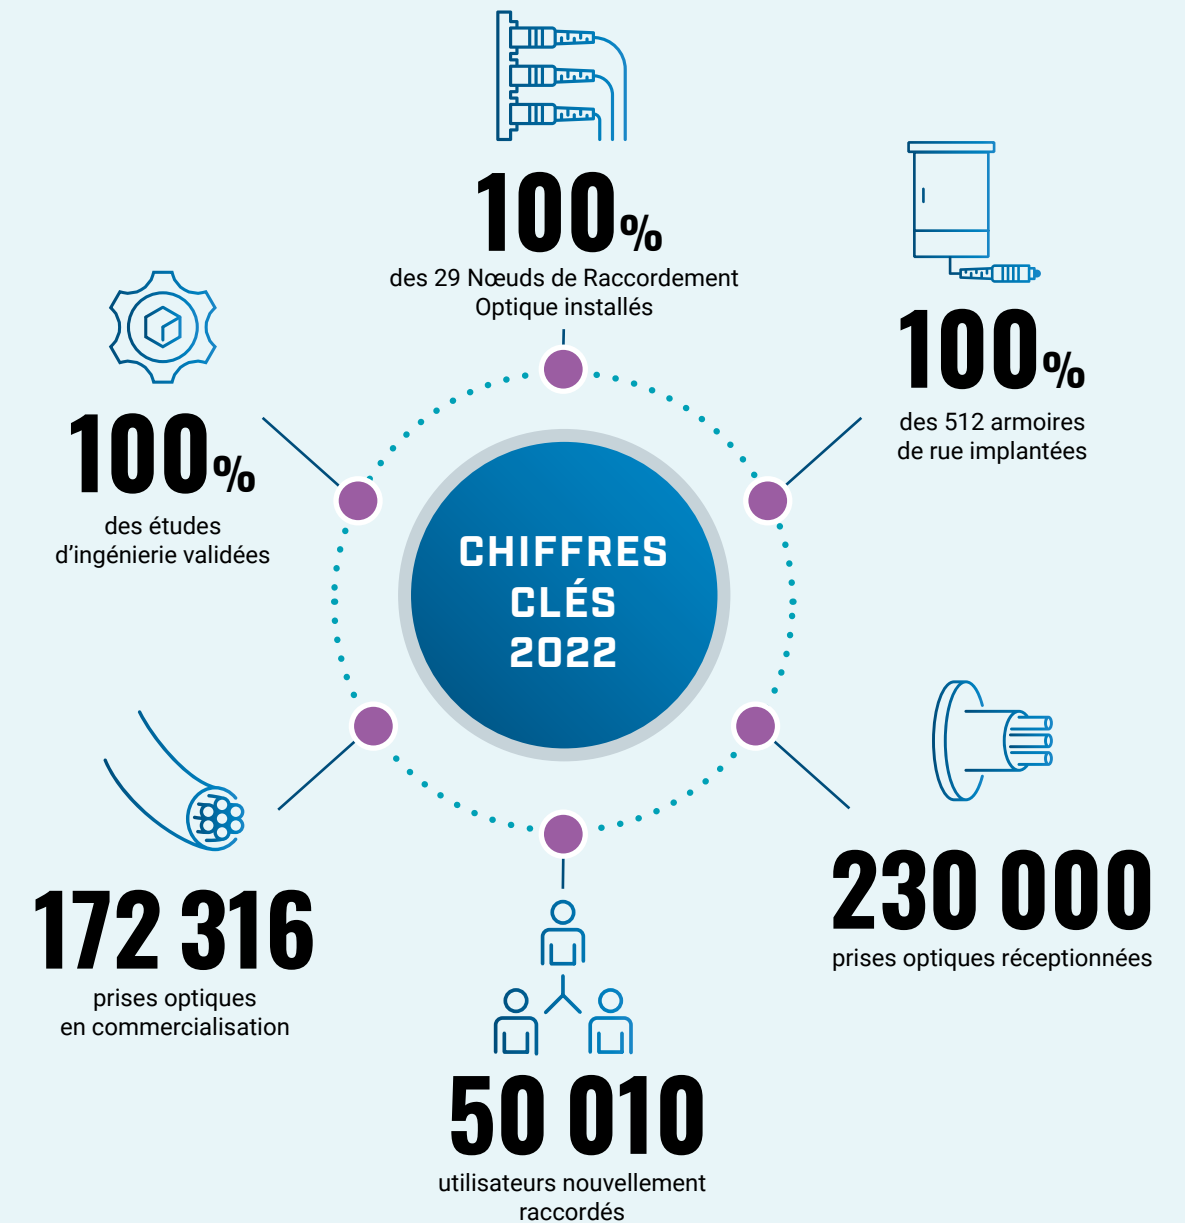 100%
des 29 Nœuds de Raccordement
Optique installés
100%
des 512 armoires
de rue implantées
100%
des études
d’ingénierie validées
CHIFFRES
CLÉS
2022
172 316
prises optiques
en commercialisation
230 000
prises optiques réceptionnées
50 010
utilisateurs nouvellement
raccordés